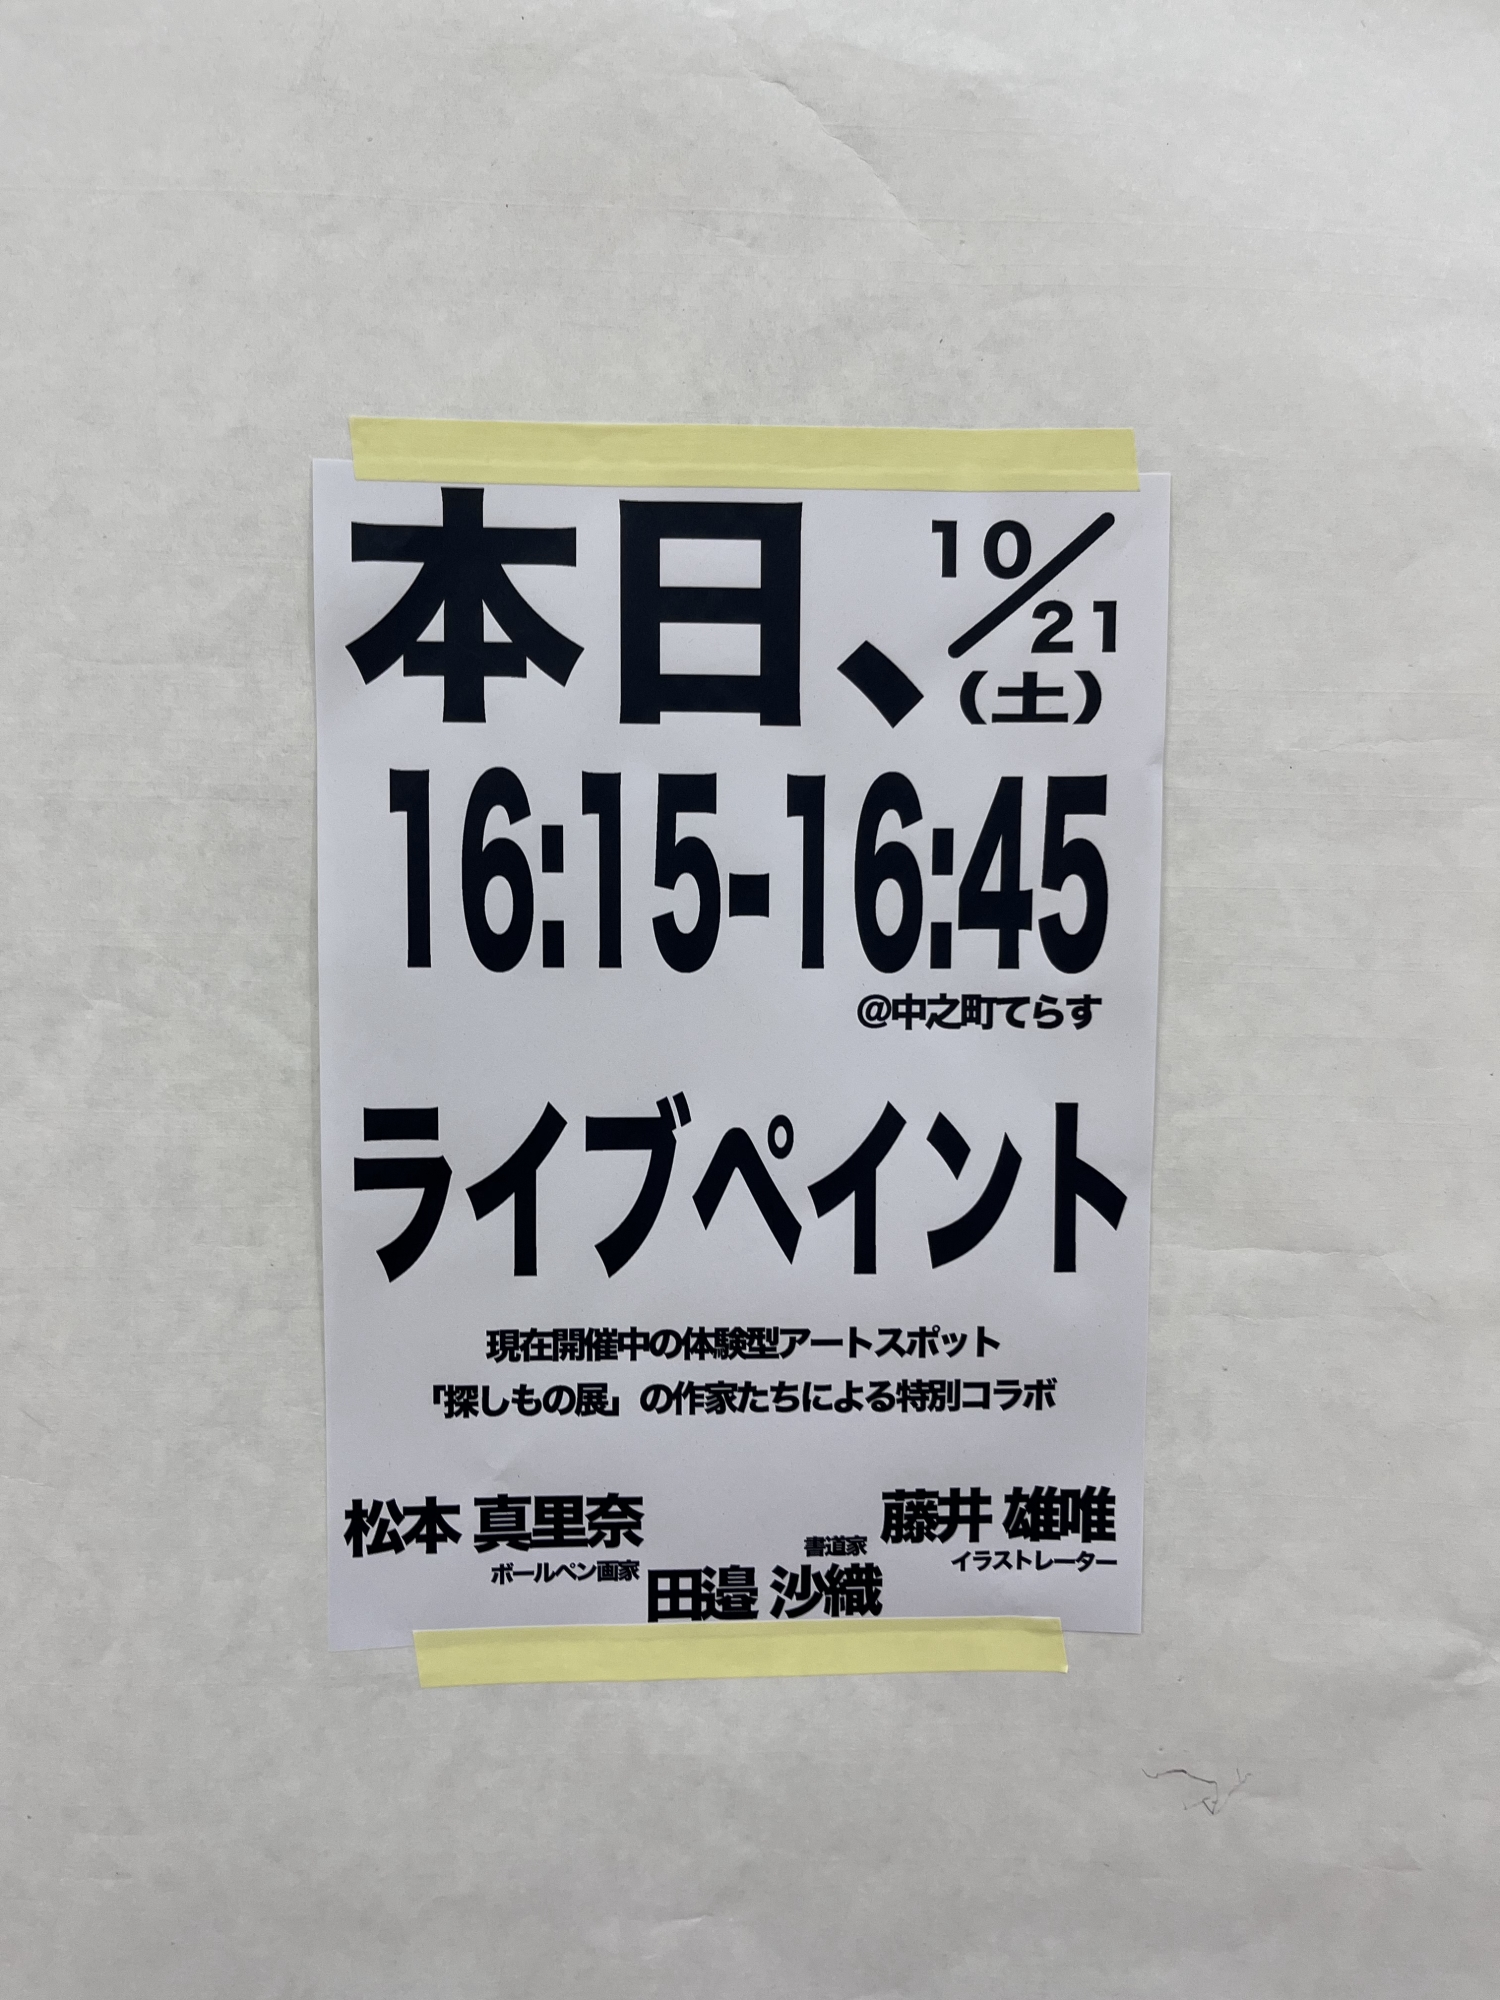 本日、10/21(土)
16:15-16:45
@中之町てらす
ライブペイント
現在開催中の体験型アートスポット
「探しもの展」の作家たちによる特別コラボ
松本 真里奈
ボールペン画家
書道家
田邉 沙織
藤井 雄唯
イラストレーター